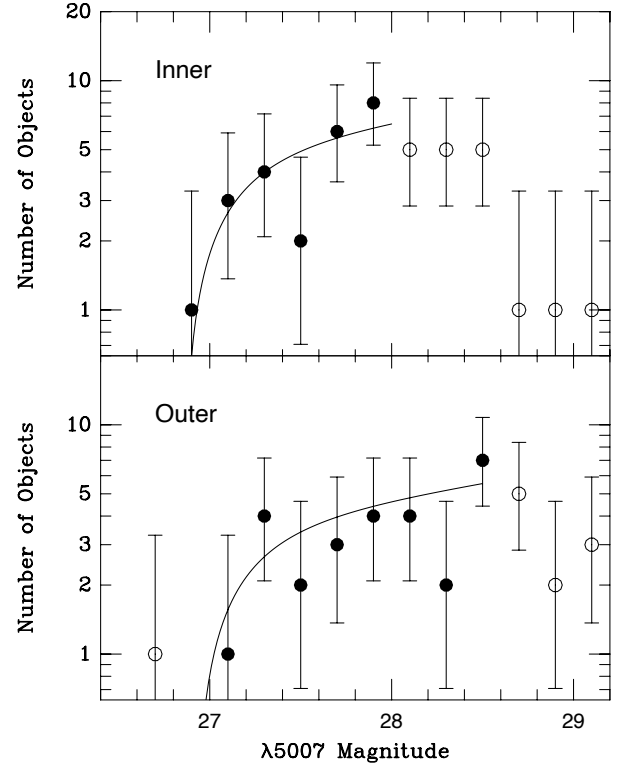 20
Inner
10
5
3
2
1
Number of Objects
Outer
10
5
3
2
1
Number of Objects
27 28 29
λ5007 Magnitude